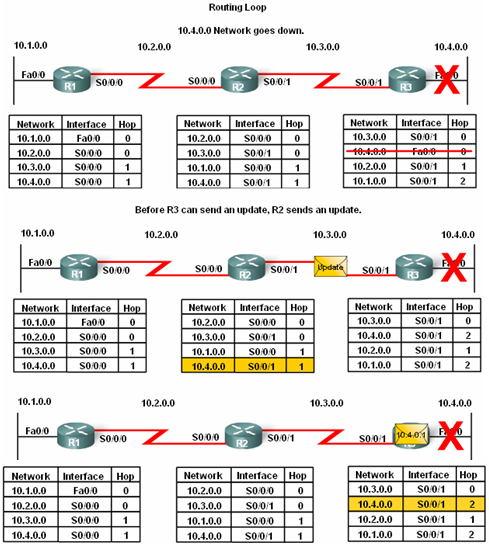 Routing Loop
10.4.0.0 Network goes down.
10.1.0.0 10.2.0.0 10.3.0.0 10.4.0.0
Fa0/0 R1 S0/0/0 S0/0/0 R2 S0/0/1 S0/0/1 R3 Fa0/0
Network Interface Hop
10.1.0.0 Fa0/0 0
10.2.0.0 S0/0/0 0
10.3.0.0 S0/0/0 1
10.4.0.0 S0/0/0 1
Network Interface Hop
10.2.0.0 S0/0/0 0
10.3.0.0 S0/0/1 0
10.1.0.0 S0/0/0 1
10.4.0.0 S0/0/1 1
Network Interface Hop
10.3.0.0 S0/0/1 0
10.4.0.0 Fa0/0 0
10.2.0.0 S0/0/1 1
10.1.0.0 S0/0/1 2
Before R3 can send an update, R2 sends an update.
10.1.0.0 10.2.0.0 10.3.0.0 10.4.0.0
Fa0/0 R1 S0/0/0 S0/0/0 R2 S0/0/1 Update S0/0/1 R3 Fa0/0
Network Interface Hop
10.1.0.0 Fa0/0 0
10.2.0.0 S0/0/0 0
10.3.0.0 S0/0/0 1
10.4.0.0 S0/0/0 1
Network Interface Hop
10.2.0.0 S0/0/0 0
10.3.0.0 S0/0/1 0
10.1.0.0 S0/0/0 1
10.4.0.0 S0/0/1 1
Network Interface Hop
10.3.0.0 S0/0/1 0
10.4.0.0 S0/0/1 2
10.2.0.0 S0/0/1 1
10.1.0.0 S0/0/1 2
10.1.0.0 10.2.0.0 10.3.0.0 10.4.0.0
Fa0/0 R1 S0/0/0 S0/0/0 R2 S0/0/1 S0/0/1 Fa0/0
Network Interface Hop
10.1.0.0 Fa0/0 0
10.2.0.0 S0/0/0 0
10.3.0.0 S0/0/0 1
10.4.0.0 S0/0/0 1
Network Interface Hop
10.2.0.0 S0/0/0 0
10.3.0.0 S0/0/1 0
10.1.0.0 S0/0/0 1
10.4.0.0 S0/0/1 1
Network Interface Hop
10.3.0.0 S0/0/1 0
10.4.0.0 S0/0/1 2
10.2.0.0 S0/0/1 1
10.1.0.0 S0/0/1 2